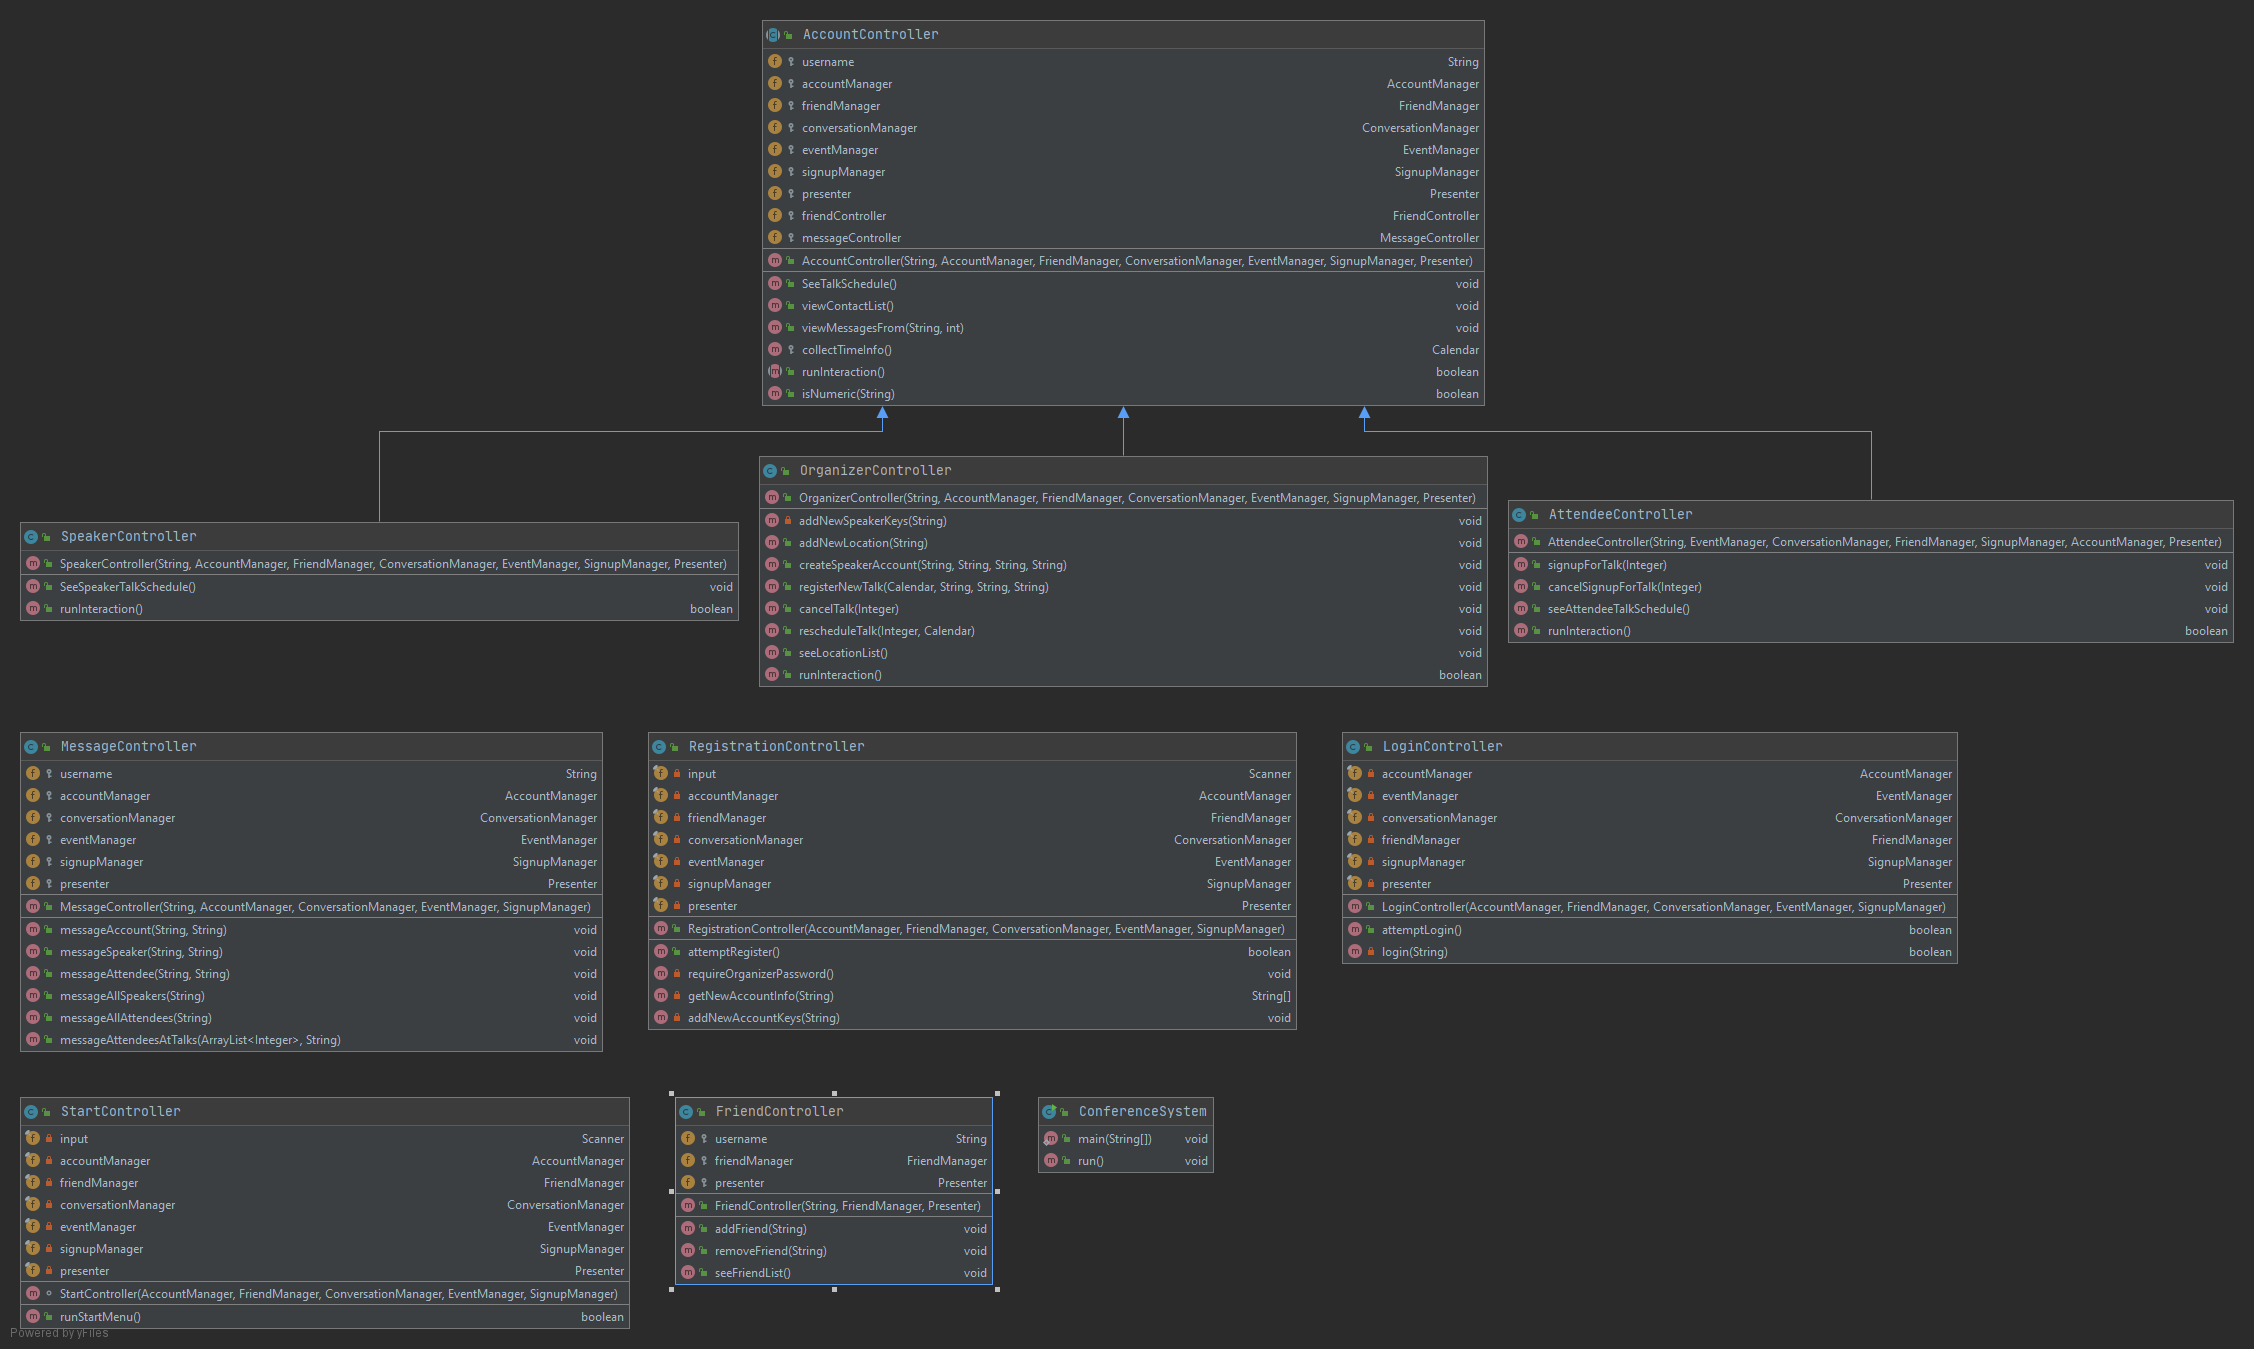 AccountController
username String
accountManager AccountManager
friendManager FriendManager
conversationManager ConversationManager
eventManager EventManager
signupManager SignupManager
presenter Presenter
friendController FriendController
messageController MessageController
AccountController(String, AccountManager, FriendManager, ConversationManager, EventManager, SignupManager, Presenter)
SeeTalkSchedule() void
viewContactList() void
viewMessagesFrom(String, int) void
collectTimeInfo() Calendar
runInteraction() boolean
isNumeric(String) boolean
SpeakerController
SpeakerController(String, AccountManager, FriendManager, ConversationManager, EventManager, SignupManager, Presenter)
SeeSpeakerTalkSchedule() void
runInteraction() boolean
OrganizerController
OrganizerController(String, AccountManager, FriendManager, ConversationManager, EventManager, SignupManager, Presenter)
addNewSpeakerKeys(String) void
addNewLocation(String) void
createSpeakerAccount(String, String, String, String) void
registerNewTalk(Calendar, String, String, String) void
cancelTalk(Integer) void
rescheduleTalk(Integer, Calendar) void
seeLocationList() void
runInteraction() boolean
AttendeeController
AttendeeController(String, EventManager, ConversationManager, FriendManager, SignupManager, AccountManager, Presenter)
signupForTalk(Integer) void
cancelSignupForTalk(Integer) void
seeAttendeeTalkSchedule() void
runInteraction() boolean
MessageController
username String
accountManager AccountManager
conversationManager ConversationManager
eventManager EventManager
signupManager SignupManager
presenter Presenter
MessageController(String, AccountManager, ConversationManager, EventManager, SignupManager)
messageAccount(String, String) void
messageSpeaker(String, String) void
messageAttendee(String, String) void
messageAllSpeakers(String) void
messageAllAttendees(String) void
messageAttendeesAtTalks(ArrayList<Integer>, String) void
RegistrationController
input Scanner
accountManager AccountManager
friendManager FriendManager
conversationManager ConversationManager
eventManager EventManager
signupManager SignupManager
presenter Presenter
RegistrationController(AccountManager, FriendManager, ConversationManager, EventManager, SignupManager)
attemptRegister() boolean
requireOrganizerPassword() void
getNewAccountInfo(String) String[]
addNewAccountKeys(String) void
LoginController
accountManager AccountManager
eventManager EventManager
conversationManager ConversationManager
friendManager FriendManager
signupManager SignupManager
presenter Presenter
LoginController(AccountManager, FriendManager, ConversationManager, EventManager, SignupManager)
attemptLogin() boolean
login(String) boolean
StartController
input Scanner
accountManager AccountManager
friendManager FriendManager
conversationManager ConversationManager
eventManager EventManager
signupManager SignupManager
presenter Presenter
StartController(AccountManager, FriendManager, ConversationManager, EventManager, SignupManager)
runStartMenu() boolean
FriendController
username String
friendManager FriendManager
presenter Presenter
FriendController(String, FriendManager, Presenter)
addFriend(String) void
removeFriend(String) void
seeFriendList() void
ConferenceSystem
main(String[]) void
run() void
Powered by yFiles